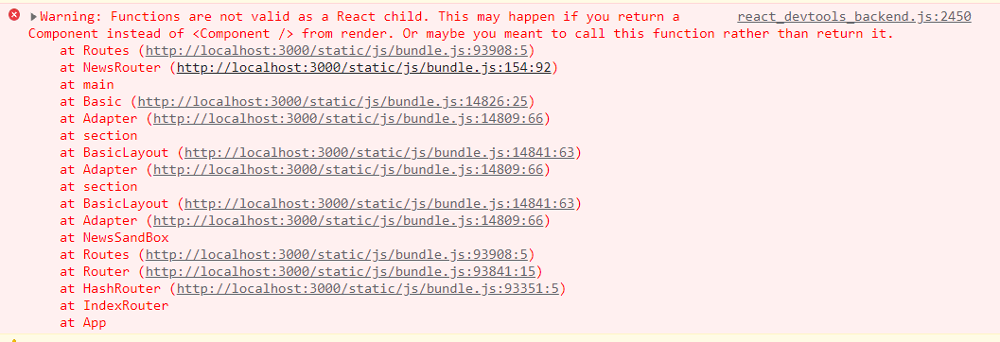 Warning: Functions are not valid as a React child. This may happen if you return a react_devtools_backend.js:2450
Component instead of <Component /> from render. Or maybe you meant to call this function rather than return it.
at Routes (http://localhost:3000/static/js/bundle.js:93908:5)
at NewsRouter (http://localhost:3000/static/js/bundle.js:154:92)
at main
at Basic (http://localhost:3000/static/js/bundle.js:14826:25)
at Adapter (http://localhost:3000/static/js/bundle.js:14809:66)
at section
at BasicLayout (http://localhost:3000/static/js/bundle.js:14841:63)
at Adapter (http://localhost:3000/static/js/bundle.js:14809:66)
at section
at BasicLayout (http://localhost:3000/static/js/bundle.js:14841:63)
at Adapter (http://localhost:3000/static/js/bundle.js:14809:66)
at NewsSandBox
at Routes (http://localhost:3000/static/js/bundle.js:93908:5)
at Router (http://localhost:3000/static/js/bundle.js:93841:15)
at HashRouter (http://localhost:3000/static/js/bundle.js:93351:5)
at IndexRouter
at App